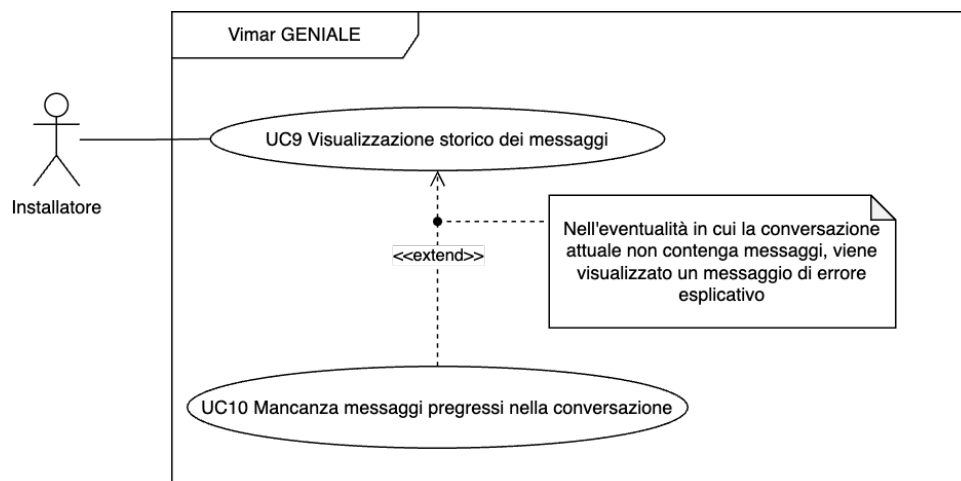 Vimar GENIALE
UC9 Visualizzazione storico dei messaggi
Installatore
Nell'eventualità in cui la conversazione
attuale non contenga messaggi, viene
visualizzato un messaggio di errore
esplicativo
<<extend>>
UC10 Mancanza messaggi pregressi nella conversazione